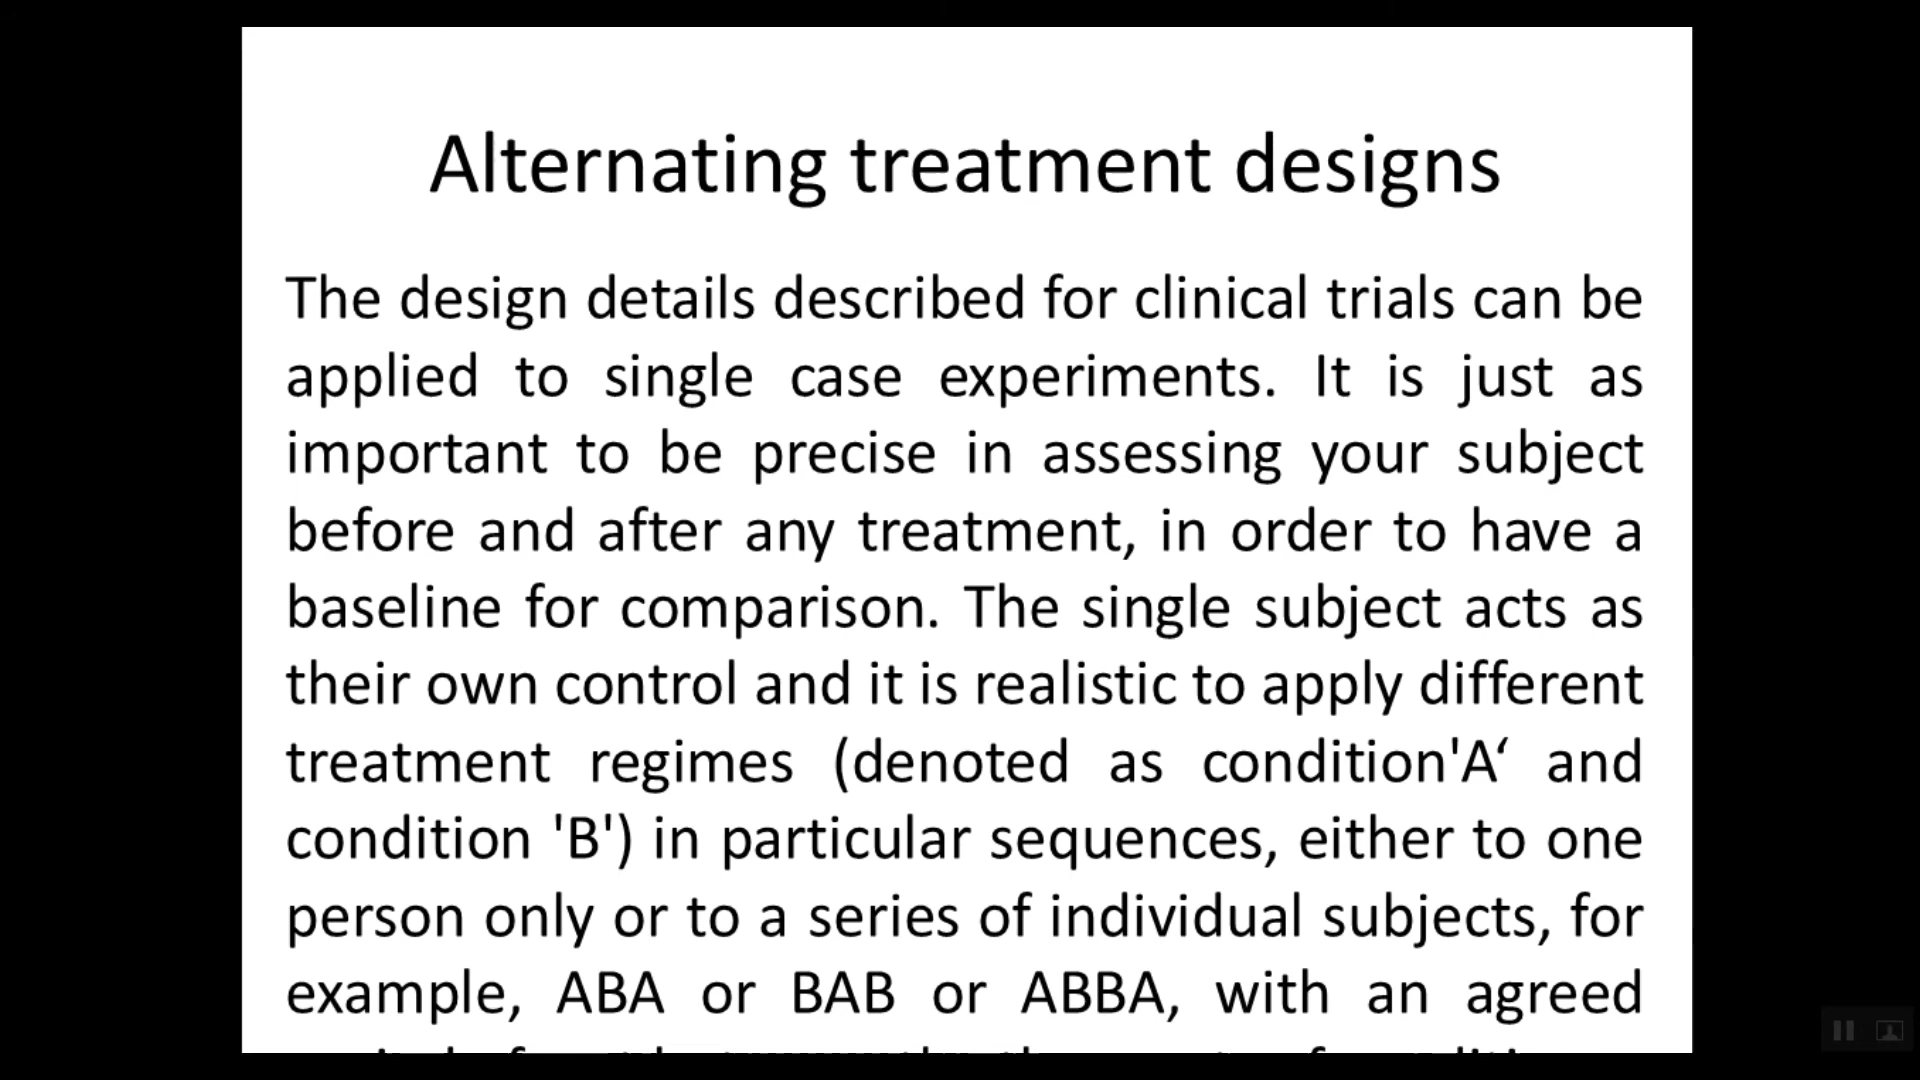 Alternating treatment designs
The design details described for clinical trials can be
applied to single case experiments. It is just as
important to be precise in assessing your subject
before and after any treatment, in order to have a
baseline for comparison. The single subject acts as
their own control and it is realistic to apply different
treatment regimes (denoted as condition'A‘ and
condition 'B') in particular sequences, either to one
person only or to a series of individual subjects, for
example, ABA or BAB or ABBA, with an agreed